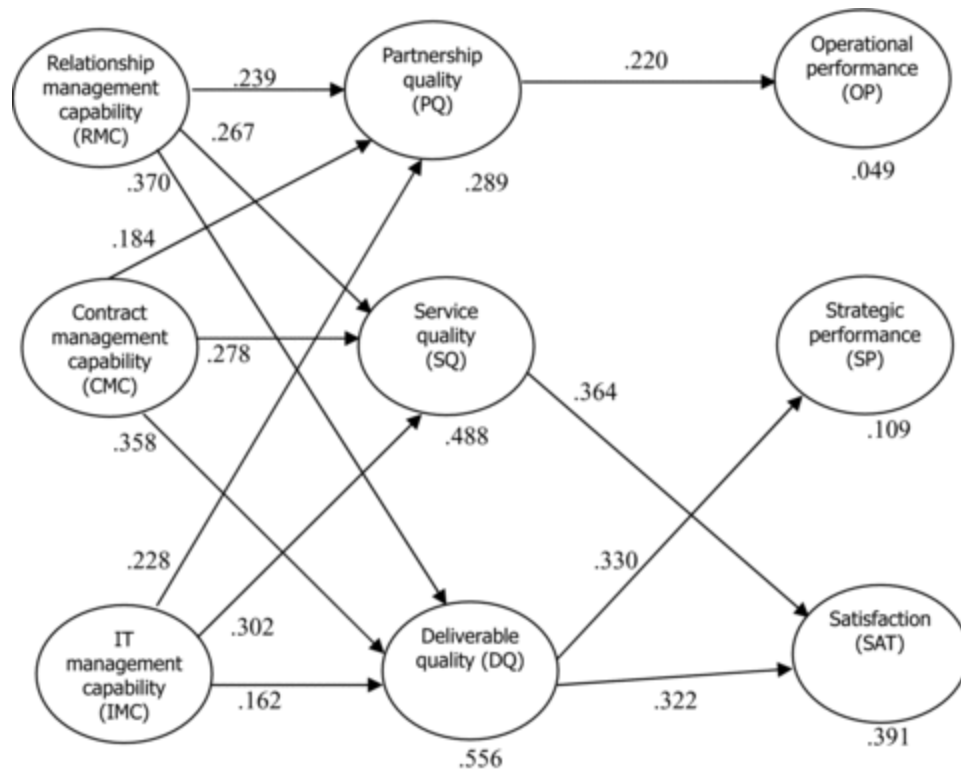 Relationship
management
capability
(RMC)
.239
.267
.370
Partnership
quality
(PQ)
.289
.220
Operational
performance
(OP)
.049
.184
Contract
management
capability
(CMC)
.278
.358
Service
quality
(SQ)
.488
.364
Strategic
performance
(SP)
.109
.228
.330
IT
management
capability
(IMC)
.302
.162
Deliverable
quality (DQ)
.556
.322
Satisfaction
(SAT)
.391